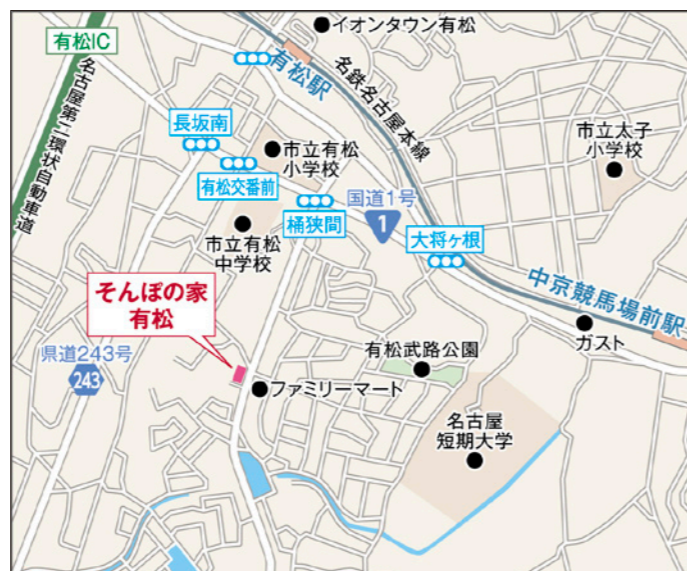 イオンタウン有松
有松IC
有松駅
名鉄名古屋本線
名古屋第二環状自動車道
長坂南
市立有松
小学校
市立太子
小学校
有松交番前
国道1号
1
桶狭間
市立有松
中学校
大将ヶ根
中京競馬場前駅
そんぽの家
有松
ガスト
県道243号
243
有松武路公園
ファミリーマート
名古屋
短期大学